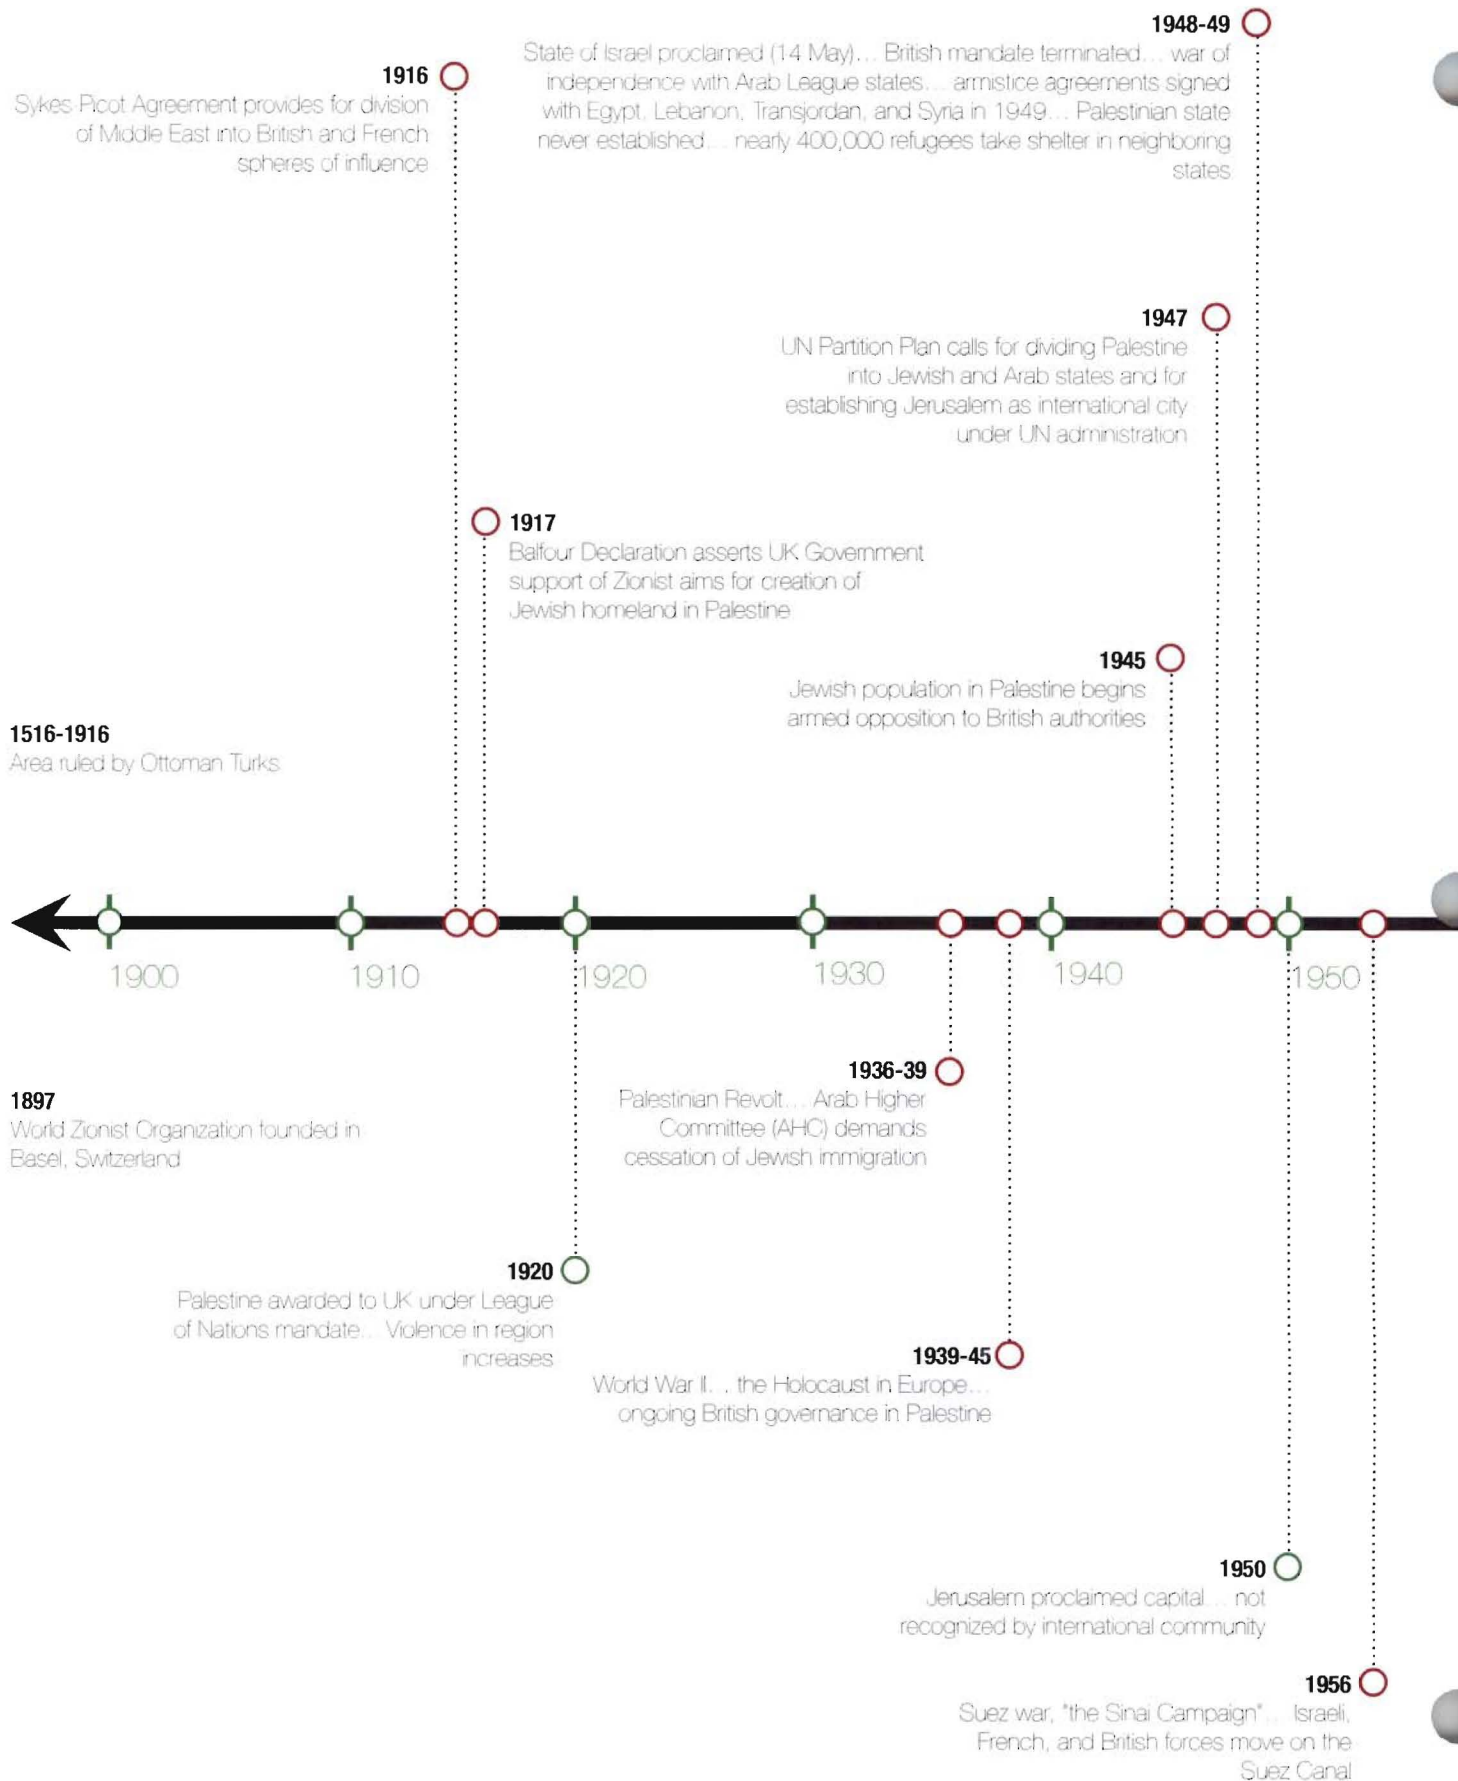 1948-49
State of Israel proclaimed (14 May)... British mandate terminated... war of
independence with Arab League states... armistice agreements signed
with Egypt, Lebanon, Transjordan, and Syria in 1949... Palestinian state
never established... nearly 400,000 refugees take shelter in neighboring
states
1916
Sykes-Picot Agreement provides for division
of Middle East into British and French
spheres of influence
1947
UN Partition Plan calls for dividing Palestine
into Jewish and Arab states and for
establishing Jerusalem as international city
under UN administration
1917
Balfour Declaration asserts UK Government
support of Zionist aims for creation of
Jewish homeland in Palestine
1945
Jewish population in Palestine begins
armed opposition to British authorities
1516-1916
Area ruled by Ottoman Turks
1900
1910
1920
1930
1940
1950
1936-39
Palestinian Revolt... Arab Higher
Committee (AHC) demands
cessation of Jewish immigration
1897
World Zionist Organization founded in
Basel, Switzerland
1920
Palestine awarded to UK under League
of Nations mandate... Violence in region
increases
1939-45
World War II... the Holocaust in Europe...
ongoing British governance in Palestine
1950
Jerusalem proclaimed capital... not
recognized by international community
1956
Suez war, "the Sinai Campaign"... Israeli,
French, and British forces move on the
Suez Canal